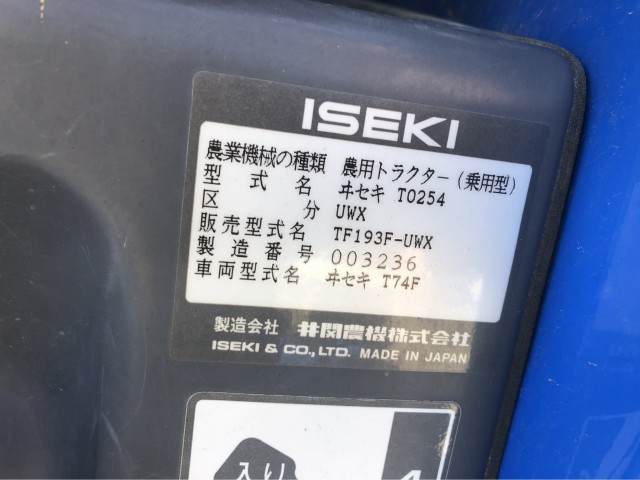 ISEKI
農業機械の種類 農用トラクター(乗用型)
型式名 ヰセキ TO254
区分 UWX
販売型式名 TF193F-UWX
製造番号 003236
車両型式名 ヰセキ T74F
製造会社 井関農機株式会社
ISEKI & CO., LTD. MADE IN JAPAN
入り 4